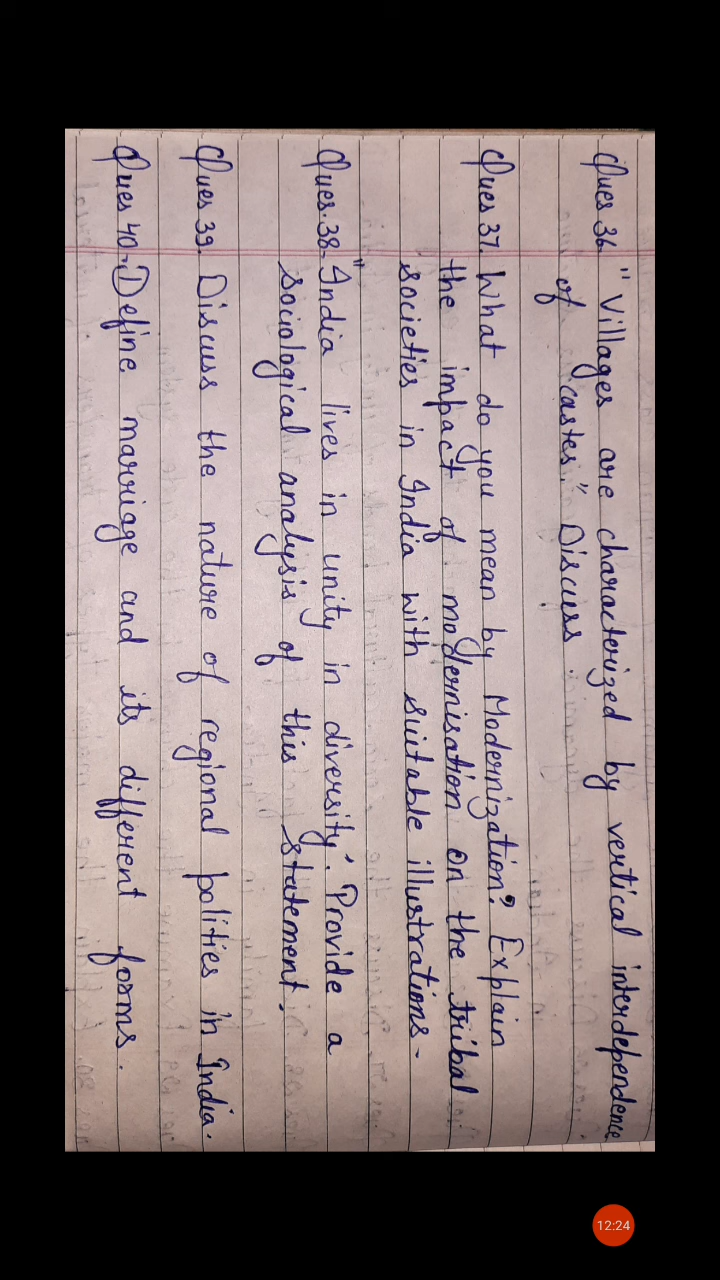 Ques 36. "Villages are characterized by vertical interdependence
of castes." Discuss.
Ques 37. What do you mean by Modernization? Explain
the impact of modernisation on the tribal
societies in India with suitable illustrations.
Ques. 38- "India lives in unity in diversity". Provide a
sociological analysis of this statement.
Ques 39. Discuss the nature of regional polities in India.
Ques 40. Define marriage and its different forms.
12:24